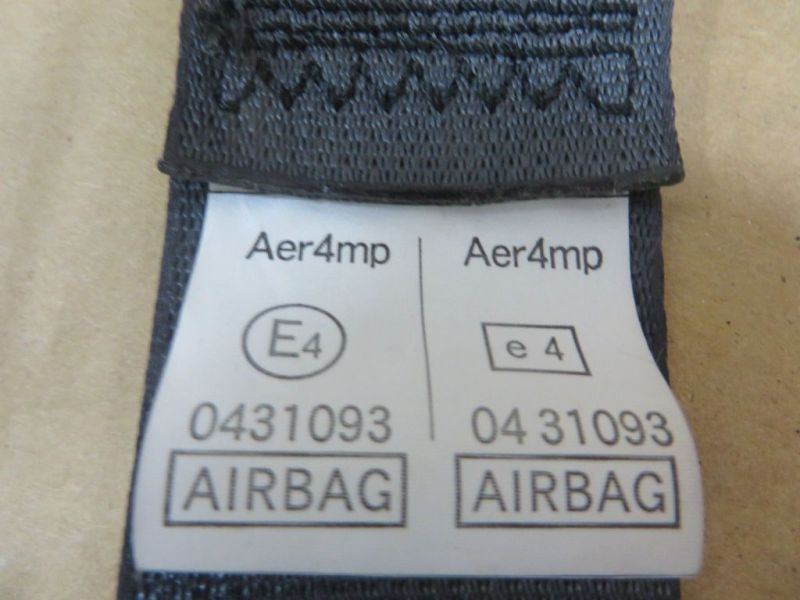 Aer4mp
E4
0431093
AIRBAG
Aer4mp
e 4
04 31093
AIRBAG